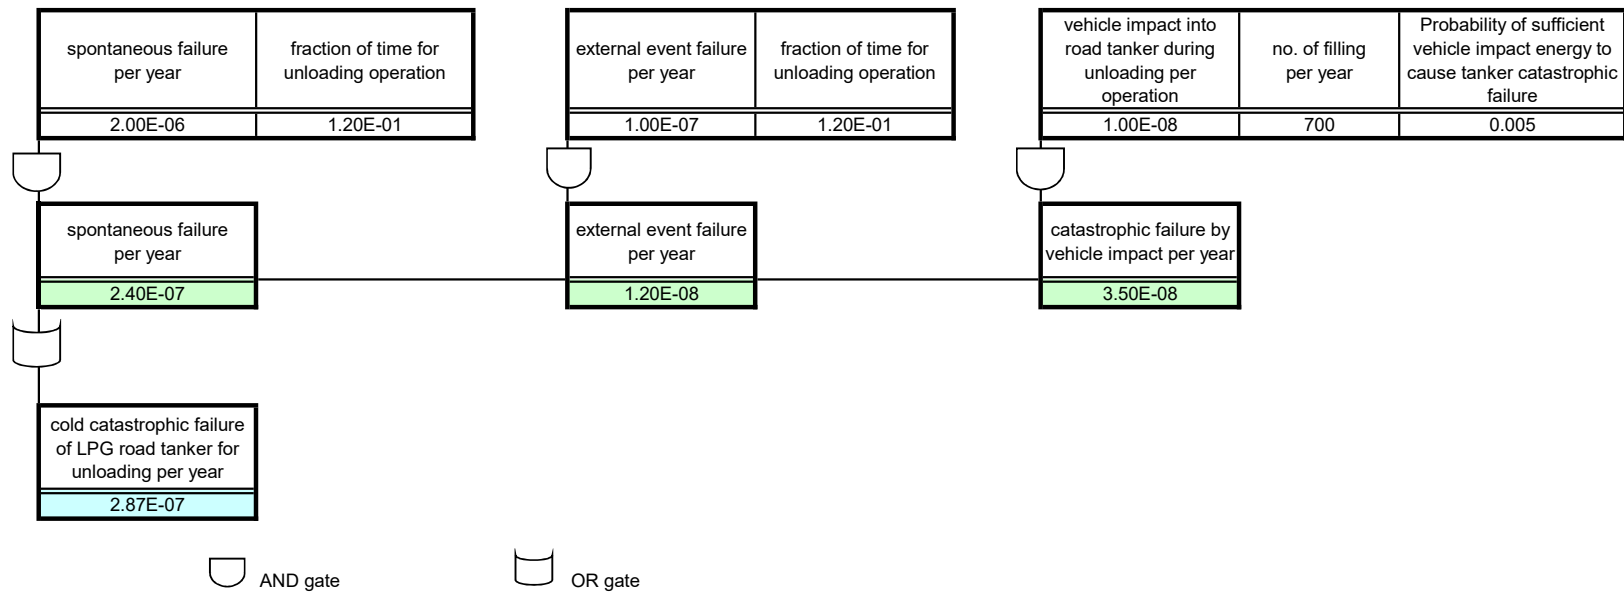 spontaneous failure
per year
fraction of time for
unloading operation
2.00E-06
1.20E-01
external event failure
per year
fraction of time for
unloading operation
1.00E-07
1.20E-01
vehicle impact into
road tanker during
unloading per
operation
no. of filling
per year
Probability of sufficient
vehicle impact energy to
cause tanker catastrophic
failure
1.00E-08
700
0.005
spontaneous failure
per year
2.40E-07
external event failure
per year
1.20E-08
catastrophic failure by
vehicle impact per year
3.50E-08
cold catastrophic failure
of LPG road tanker for
unloading per year
2.87E-07
AND gate
OR gate